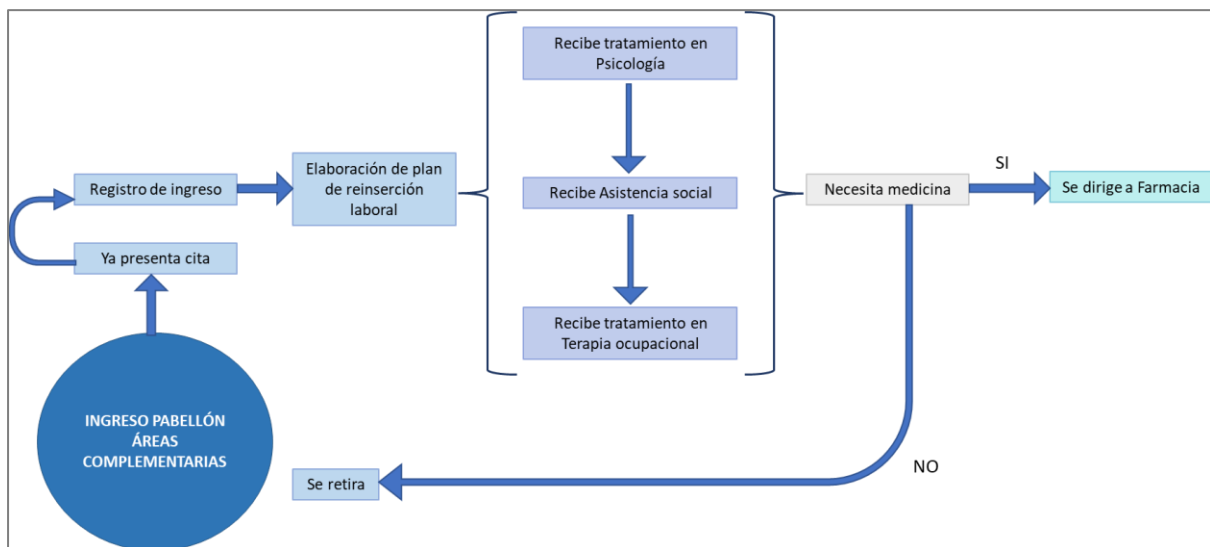 INGRESO PABELLÓN
ÁREAS
COMPLEMENTARIAS
Ya presenta cita
Registro de ingreso
Elaboración de plan
de reinserción
laboral
Recibe tratamiento en
Psicología
Recibe Asistencia social
Recibe tratamiento en
Terapia ocupacional
Necesita medicina
SI
Se dirige a Farmacia
NO
Se retira